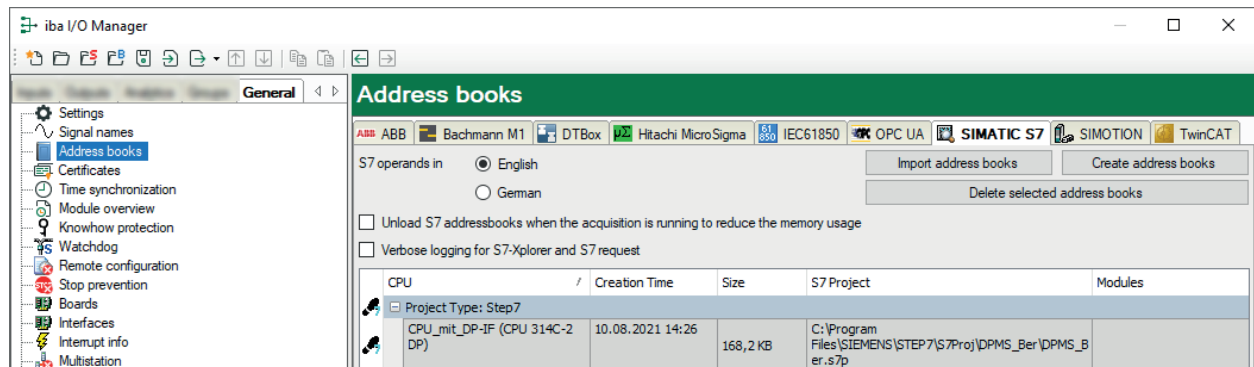 iba I/O Manager
General
Address books
Settings
Signal names
Address books
Certificates
Time synchronization
Module overview
Knowhow protection
Watchdog
Remote configuration
Stop prevention
Boards
Interfaces
Interrupt info
Multistation
ABB ABB Bachmann M1 DTBox µΣ Hitachi MicroSigma 61 850 IEC61850 OPC UA SIMATIC S7 SIMOTION TwinCAT
S7 operands in English Import address books Create address books
German Delete selected address books
Unload S7 addressbooks when the acquisition is running to reduce the memory usage
Verbose logging for S7-Xplorer and S7 request
CPU / Creation Time Size S7 Project Modules
Project Type: Step7
CPU_mit_DP-IF (CPU 314C-2 DP) 10.08.2021 14:26 168,2 KB C:\Program
Files\SIEMENS\STEP7\S7Proj\DPMS_Ber\DPMS_B
er.s7p